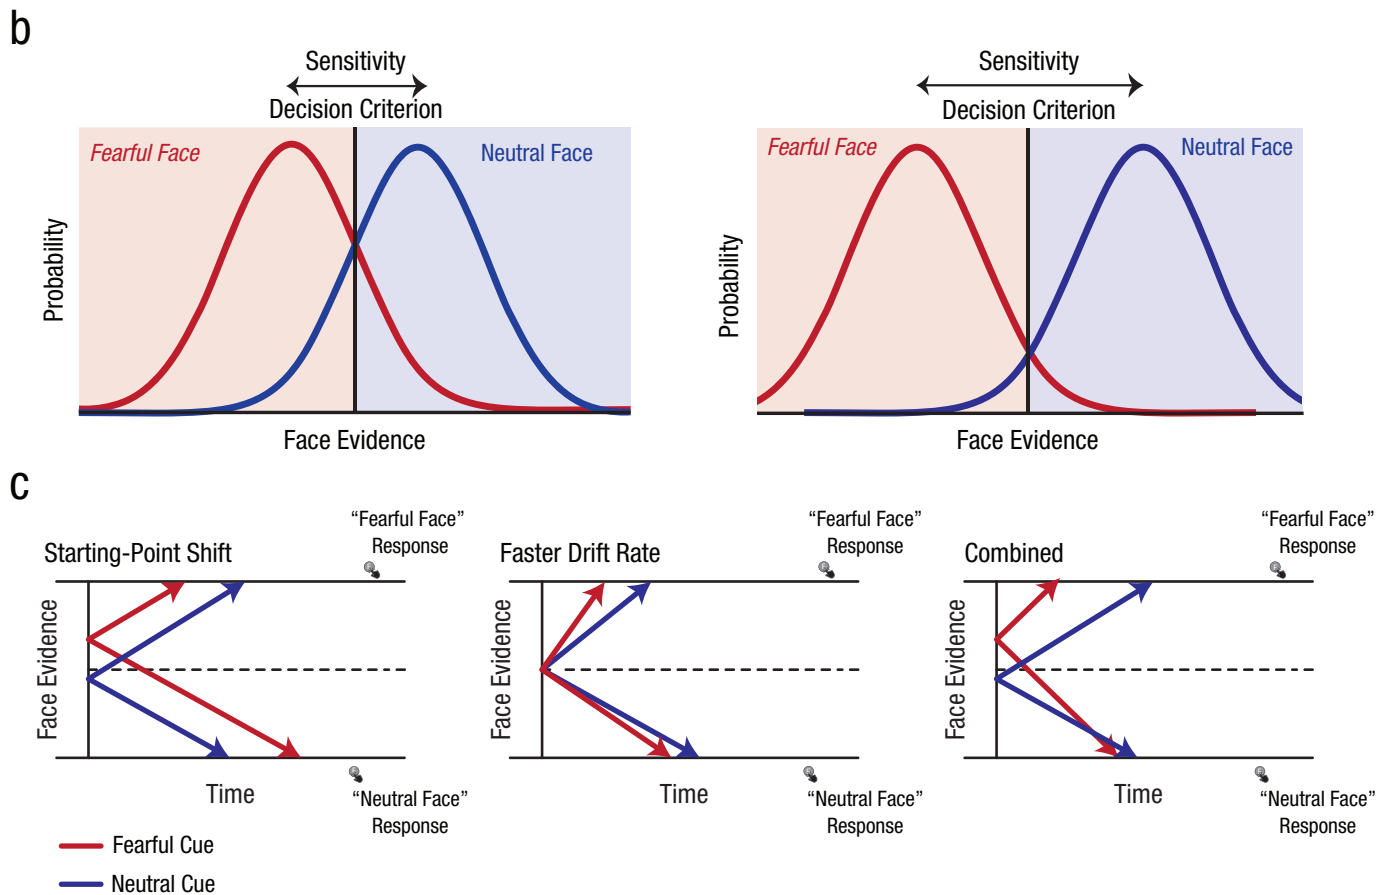 b
Sensitivity
Decision Criterion
Fearful Face
Neutral Face
Probability
Face Evidence
Sensitivity
Decision Criterion
Fearful Face
Neutral Face
Probability
Face Evidence
c
Starting-Point Shift
“Fearful Face”
Response
Face Evidence
Time
“Neutral Face”
Response
Faster Drift Rate
“Fearful Face”
Response
Face Evidence
Time
“Neutral Face”
Response
Combined
“Fearful Face”
Response
Face Evidence
Time
“Neutral Face”
Response
Fearful Cue
Neutral Cue